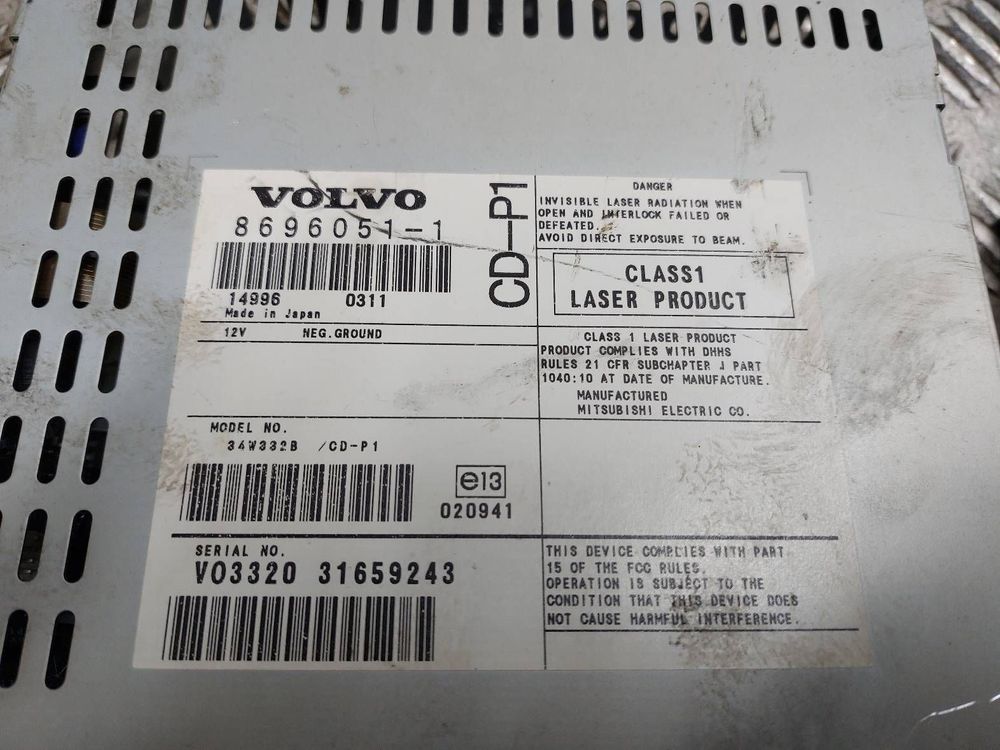 VOLVO
8696051-1
14996 0311
Made in Japan
CD-P1
12V NEG.GROUND
MODEL NO.
34W332B /CD-P1
e13
020941
SERIAL NO.
VO3320 31659243
DANGER
INVISIBLE LASER RADIATION WHEN
OPEN AND INTERLOCK FAILED OR
DEFEATED.
AVOID DIRECT EXPOSURE TO BEAM.
CLASS1
LASER PRODUCT
CLASS 1 LASER PRODUCT
PRODUCT COMPLIES WITH DHHS
RULES 21 CFR SUBCHAPTER J PART
1040:10 AT DATE OF MANUFACTURE.
MANUFACTURED
MITSUBISHI ELECTRIC CO.
THIS DEVICE COMPLIES WITH PART
15 OF THE FCC RULES.
OPERATION IS SUBJECT TO THE
CONDITION THAT THIS DEVICE DOES
NOT CAUSE HARMFUL INTERFERENCE.